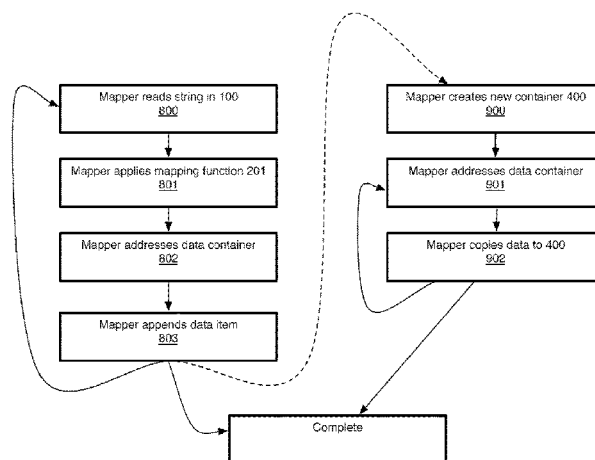 Mapper reads string in 100
800
Mapper applies mapping function 201
801
Mapper addresses data container
802
Mapper appends data item
803
Mapper creates new container 400
900
Mapper addresses data container
901
Mapper copies data to 400
902
Complete